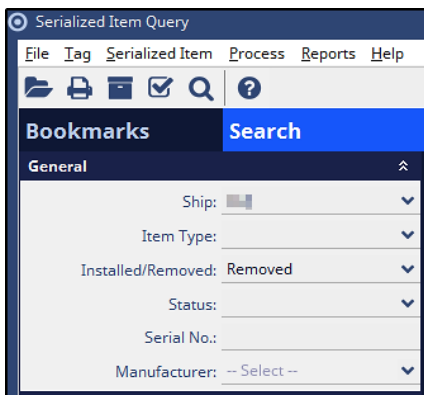 Serialized Item Query
File Tag Serialized Item Process Reports Help
Bookmarks Search
General
Ship:
Item Type:
Installed/Removed: Removed
Status:
Serial No.:
Manufacturer: -- Select --